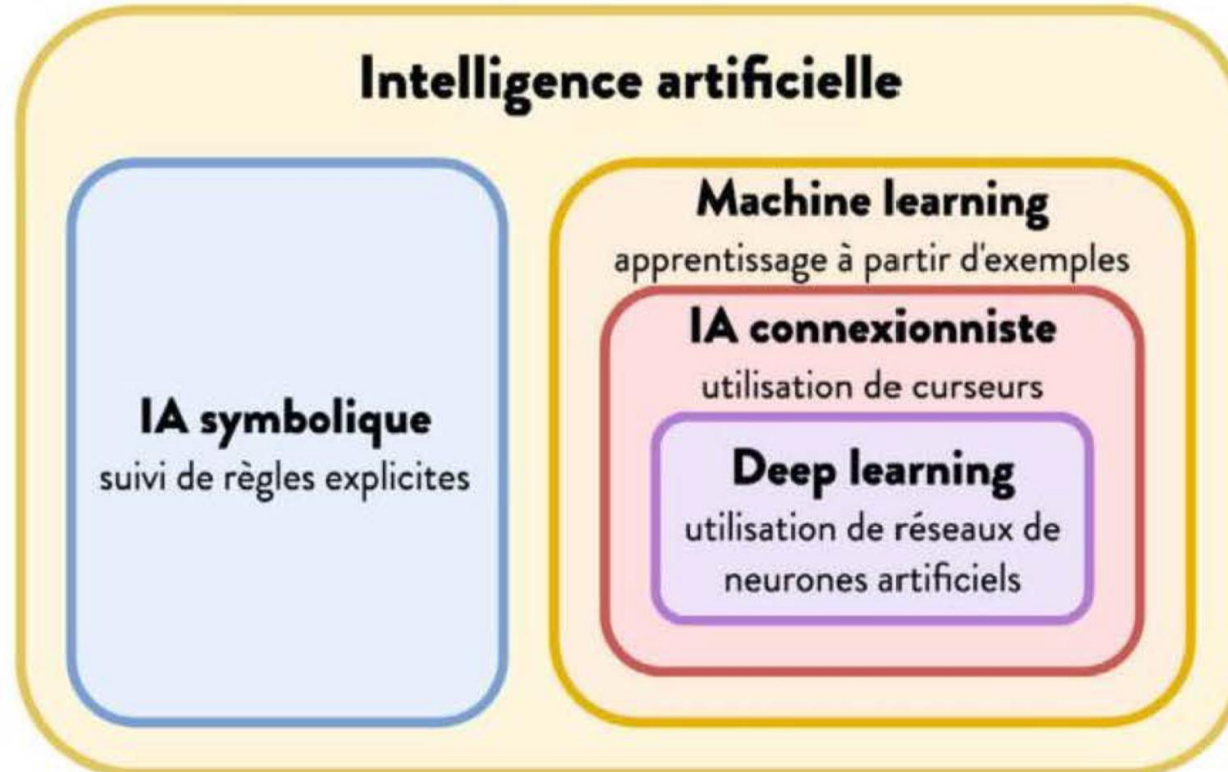 Intelligence artificielle
IA symbolique
suivi de règles explicites
Machine learning
apprentissage à partir d'exemples
IA connexionniste
utilisation de curseurs
Deep learning
utilisation de réseaux de
neurones artificiels